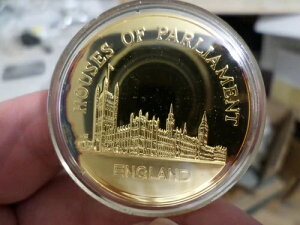 HOUSES OF PARLIAMENT
ENGLAND